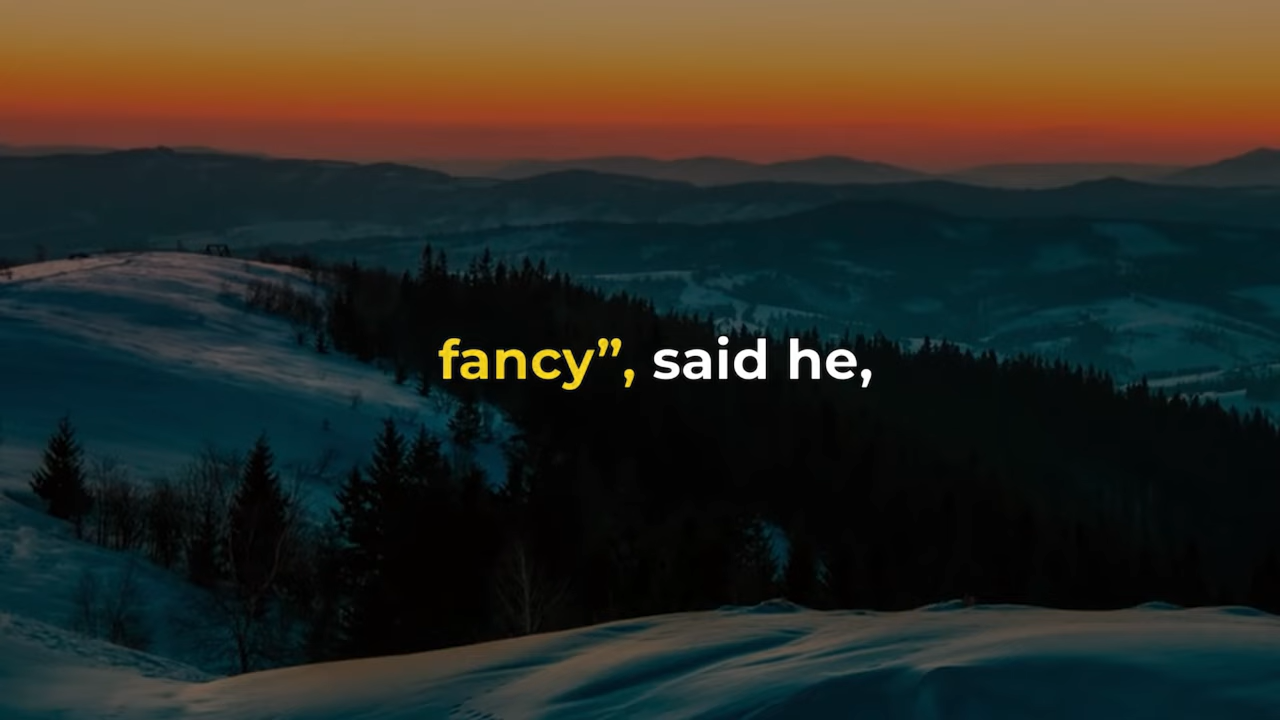 fancy”, said he,